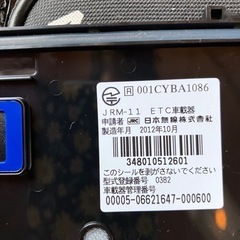 R 001CYBA1086
JRM-11 ETC車載器
申請者 JRC 日本無線株式会社
製造年月 2012年10月
348010512601
このシールを剥がさないでください
型式登録番号 0382
車載器管理番号
00005-06621647-000600